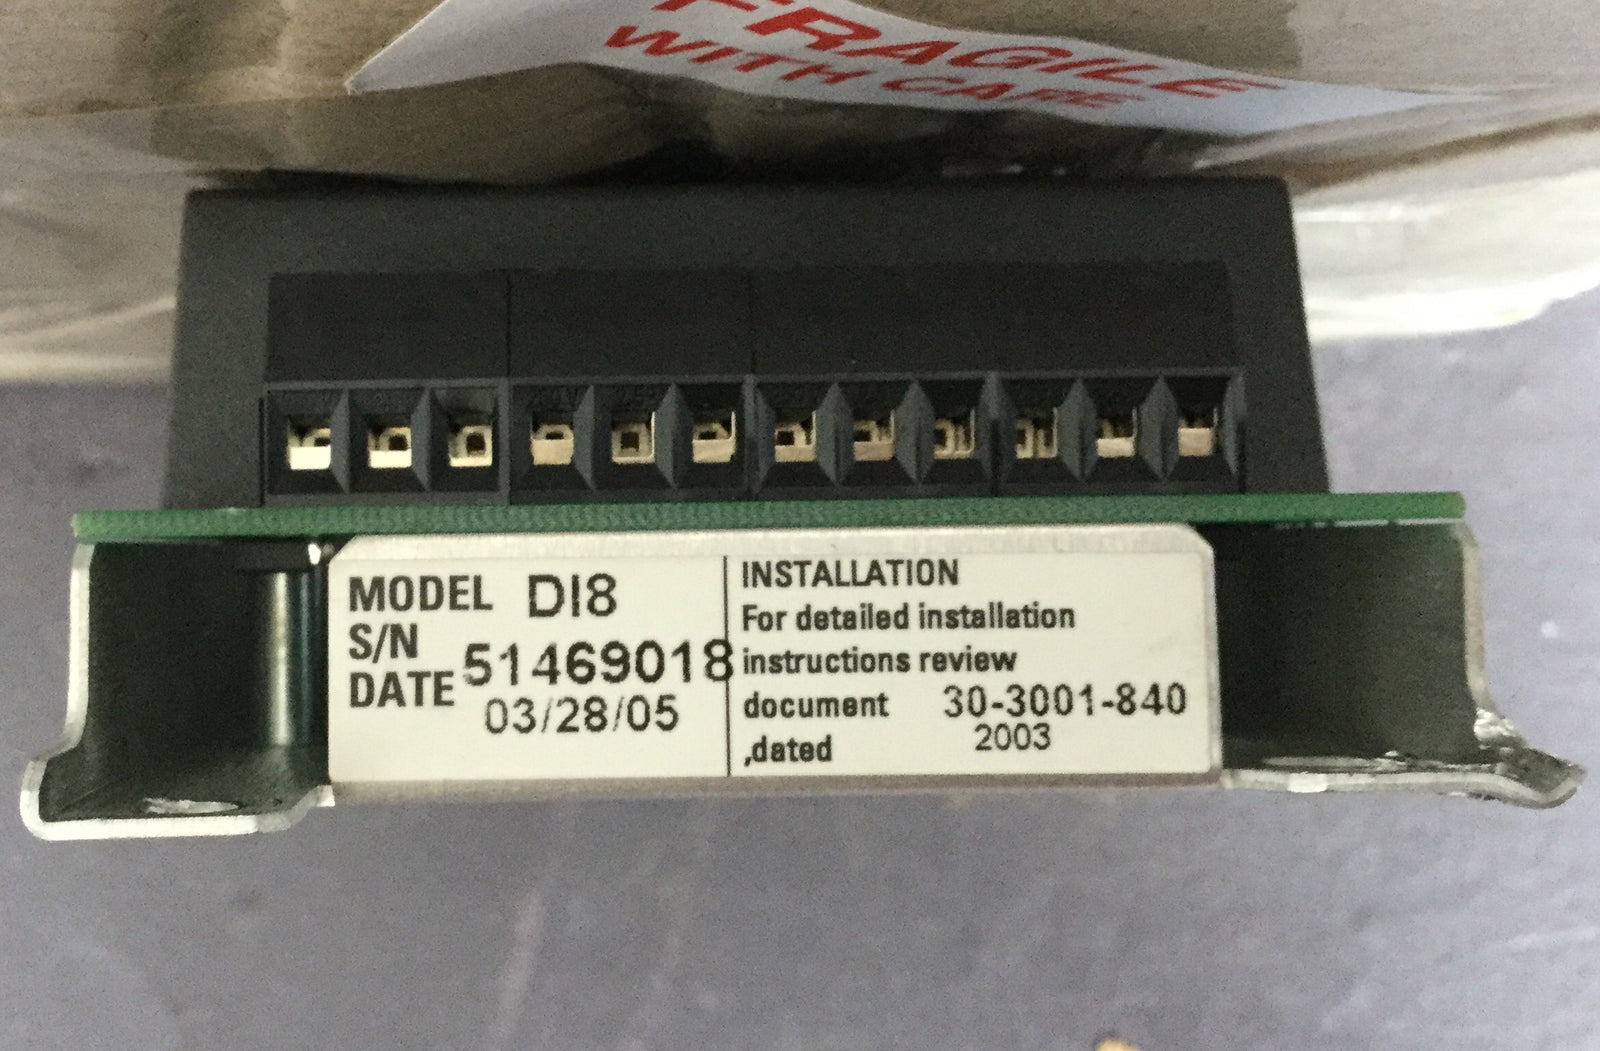 FRAGILE
WITH CARE
MODEL DI8
S/N 51469018
DATE 03/28/05
INSTALLATION
For detailed installation
instructions review
document 30-3001-840
,dated 2003